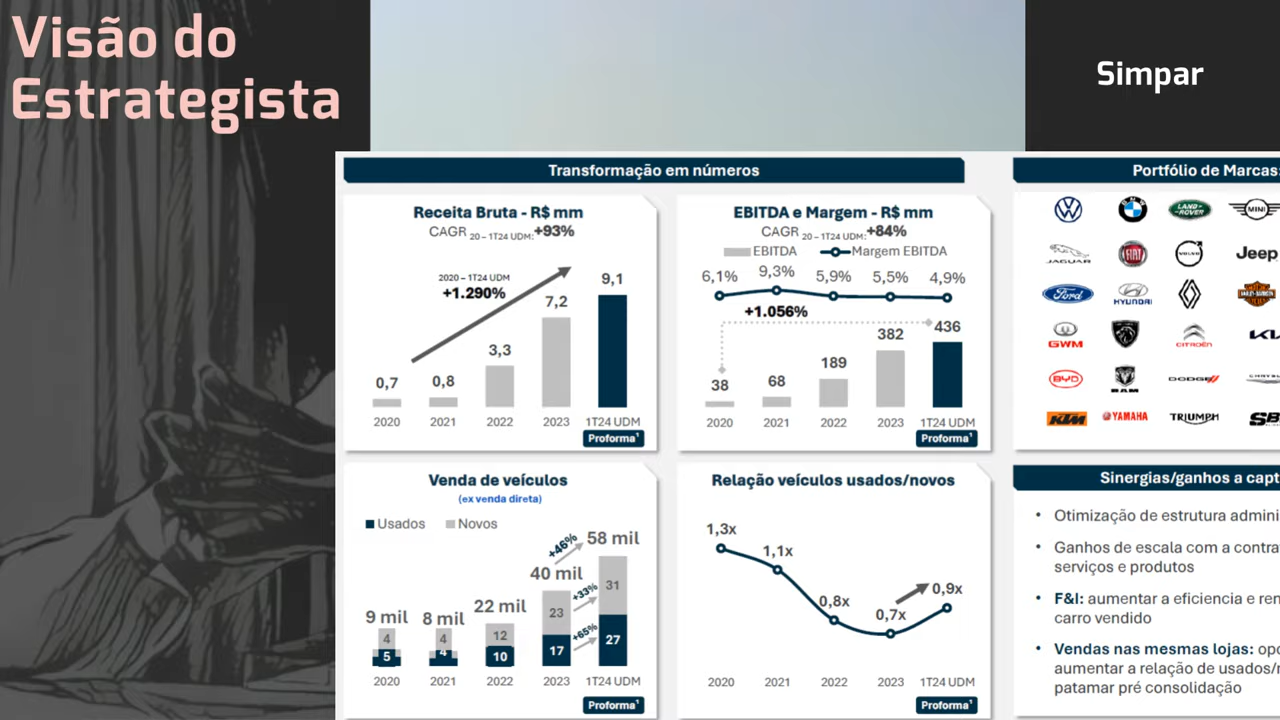 Visão do
Estrategista
Simpar
Transformação em números
Receita Bruta - R$ mm
CAGR 20 – 1T24 UDM: +93%
2020 – 1T24 UDM
+1.290%
0,7
0,8
3,3
7,2
9,1
2020 2021 2022 2023 1T24 UDM
Proforma¹
EBITDA e Margem - R$ mm
CAGR 20 – 1T24 UDM: +84%
EBITDA Margem EBITDA
6,1% 9,3% 5,9% 5,5% 4,9%
+1.056%
38
68
189
382
436
2020 2021 2022 2023 1T24 UDM
Proforma¹
Venda de veículos
(ex venda direta)
Usados Novos
+46%
+33%
+65%
9 mil
8 mil
22 mil
40 mil
58 mil
4 4 12 23 31
5 4 10 17 27
2020 2021 2022 2023 1T24 UDM
Proforma¹
Relação veículos usados/novos
1,3x
1,1x
0,8x
0,7x
0,9x
2020 2021 2022 2023 1T24 UDM
Proforma¹
Portfólio de Marcas
LAND ROVER MINI
JAGUAR FIAT VOLVO Jeep
Ford HYUNDAI
GWM CITROËN
BYD RAM DODGE
KTM YAMAHA TRIUMPH
Sinergias/ganhos a capt
• Otimização de estrutura admini
• Ganhos de escala com a contra
serviços e produtos
• F&I: aumentar a eficiencia e ren
carro vendido
• Vendas nas mesmas lojas: opo
aumentar a relação de usados/n
patamar pré consolidação